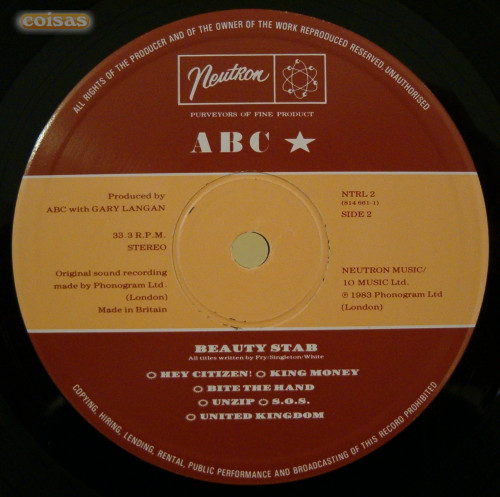 coisas
ALL RIGHTS OF THE PRODUCER AND OF THE OWNER OF THE WORK REPRODUCED RESERVED. UNAUTHORISED
Neutron
PURVEYORS OF FINE PRODUCT
ABC ★
Produced by
ABC with GARY LANGAN
33.3 R.P.M.
STEREO
Original sound recording
made by Phonogram Ltd.
(London)
Made in Britain
NTRL 2
(814 661-1)
SIDE 2
NEUTRON MUSIC/
10 MUSIC Ltd.
℗ 1983 Phonogram Ltd
(London)
BEAUTY STAB
All titles written by Fry/Singleton/White
HEY CITIZEN! KING MONEY
BITE THE HAND
UNZIP S.O.S.
UNITED KINGDOM
COPYING, HIRING, LENDING, RENTAL, PUBLIC PERFORMANCE AND BROADCASTING OF THIS RECORD PROHIBITED